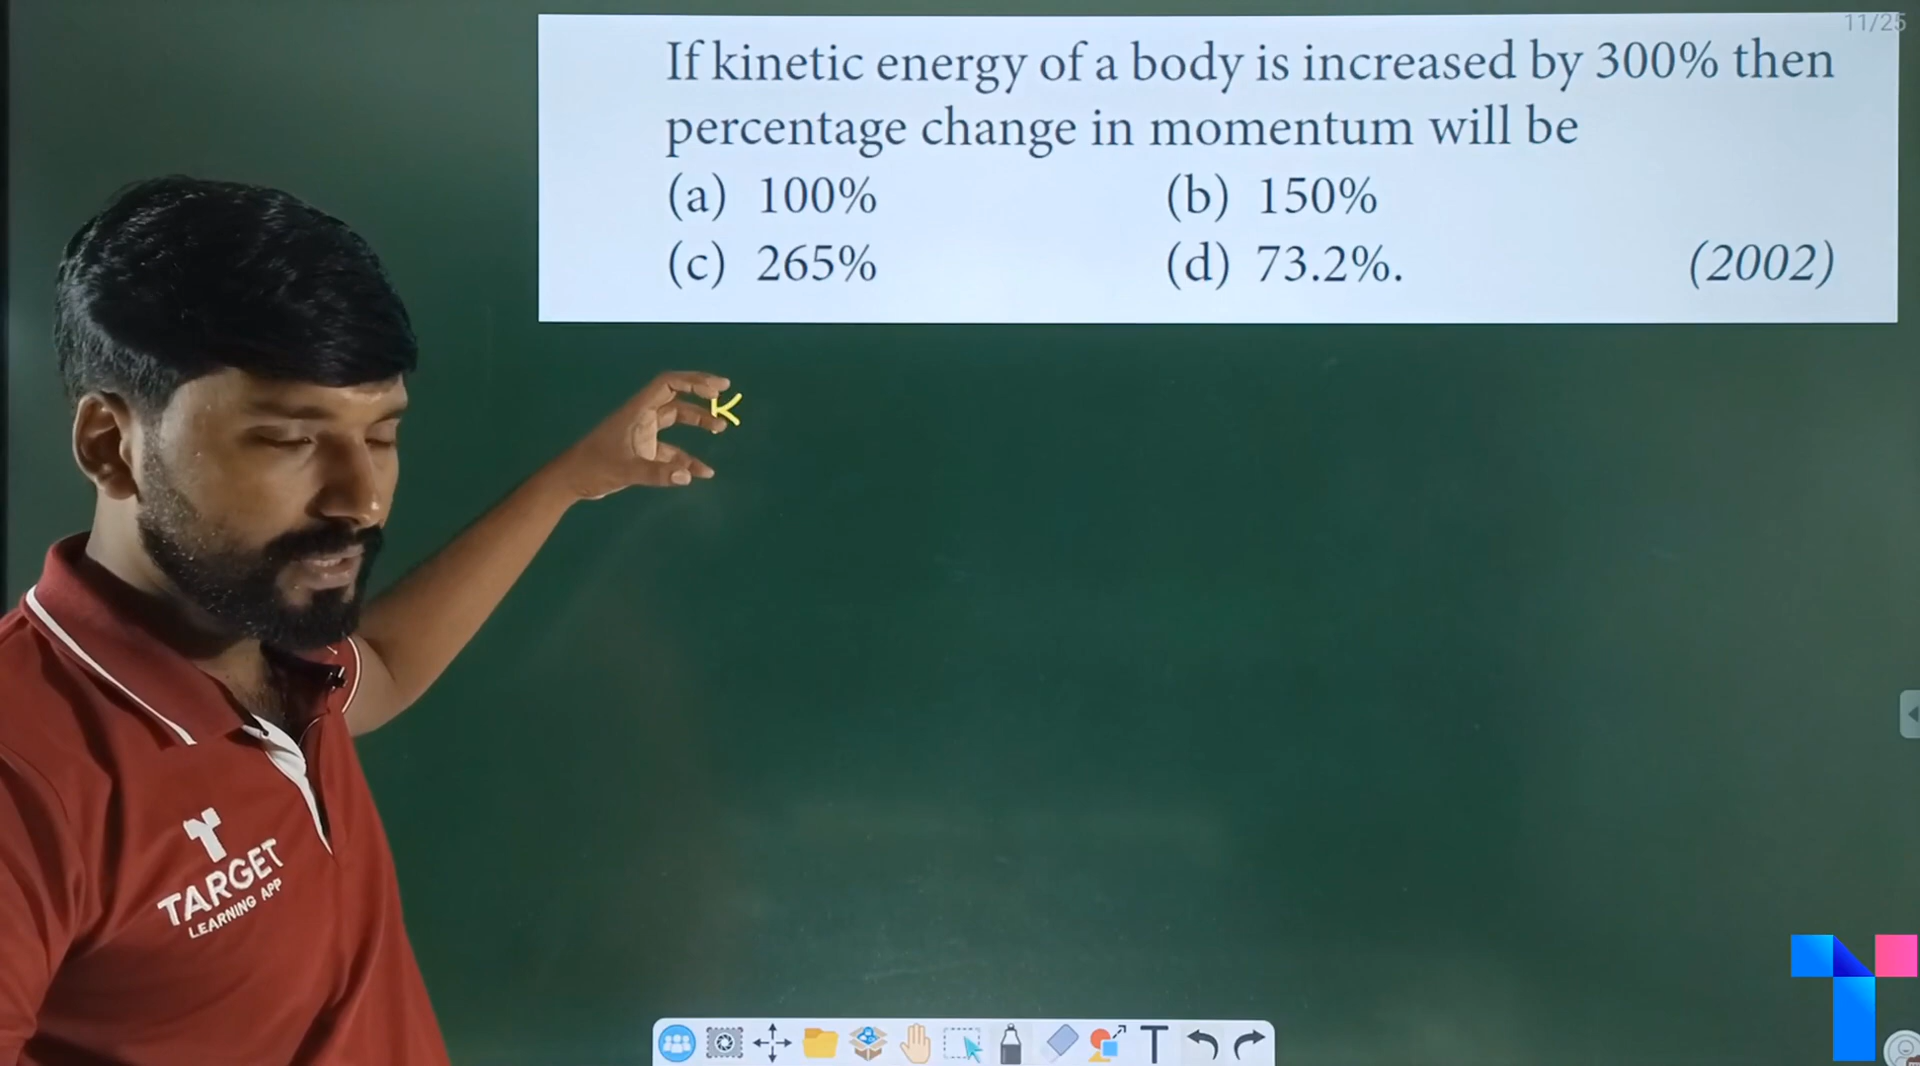 11/25
If kinetic energy of a body is increased by 300% then
percentage change in momentum will be
(a) 100% (b) 150%
(c) 265% (d) 73.2%. (2002)
K
TARGET
LEARNING APP
T